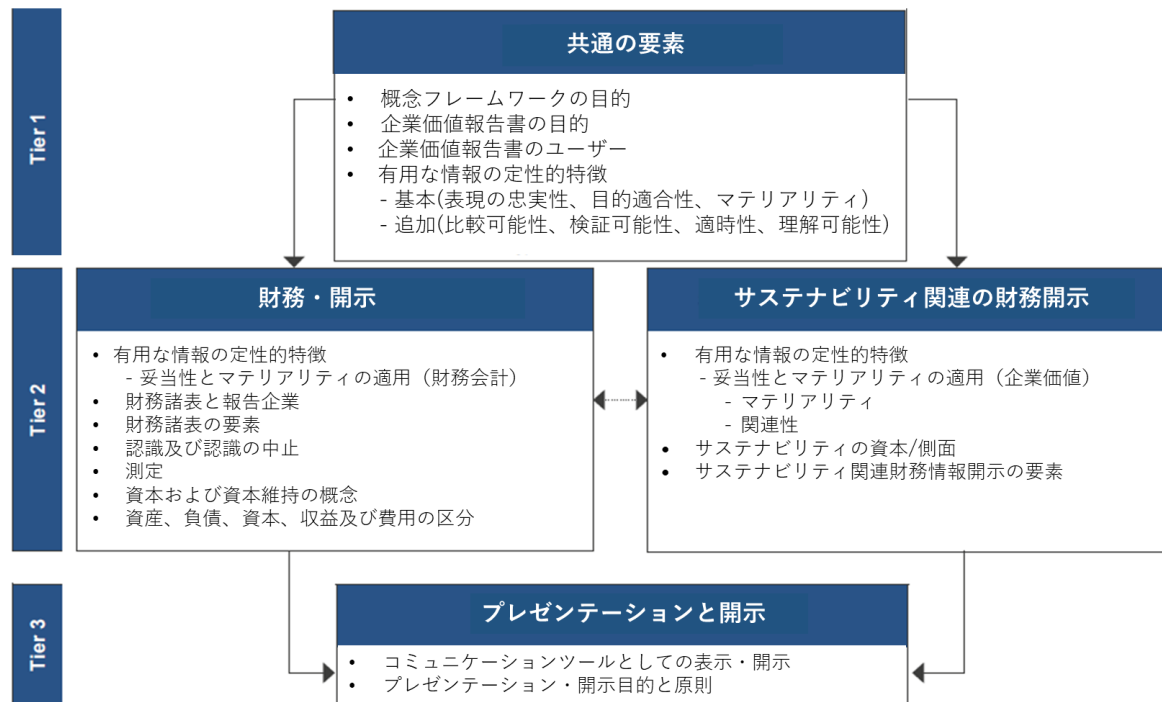 Tier 1
共通の要素
• 概念フレームワークの目的
• 企業価値報告書の目的
• 企業価値報告書のユーザー
• 有用な情報の定性的特徴
- 基本(表現の忠実性、目的適合性、マテリアリティ)
- 追加(比較可能性、検証可能性、適時性、理解可能性)
Tier 2
財務・開示
• 有用な情報の定性的特徴
- 妥当性とマテリアリティの適用（財務会計）
• 財務諸表と報告企業
• 財務諸表の要素
• 認識及び認識の中止
• 測定
• 資本および資本維持の概念
• 資産、負債、資本、収益及び費用の区分
サステナビリティ関連の財務開示
• 有用な情報の定性的特徴
- 妥当性とマテリアリティの適用（企業価値）
- マテリアリティ
- 関連性
• サステナビリティの資本/側面
• サステナビリティ関連財務情報開示の要素
Tier 3
プレゼンテーションと開示
• コミュニケーションツールとしての表示・開示
• プレゼンテーション・開示目的と原則